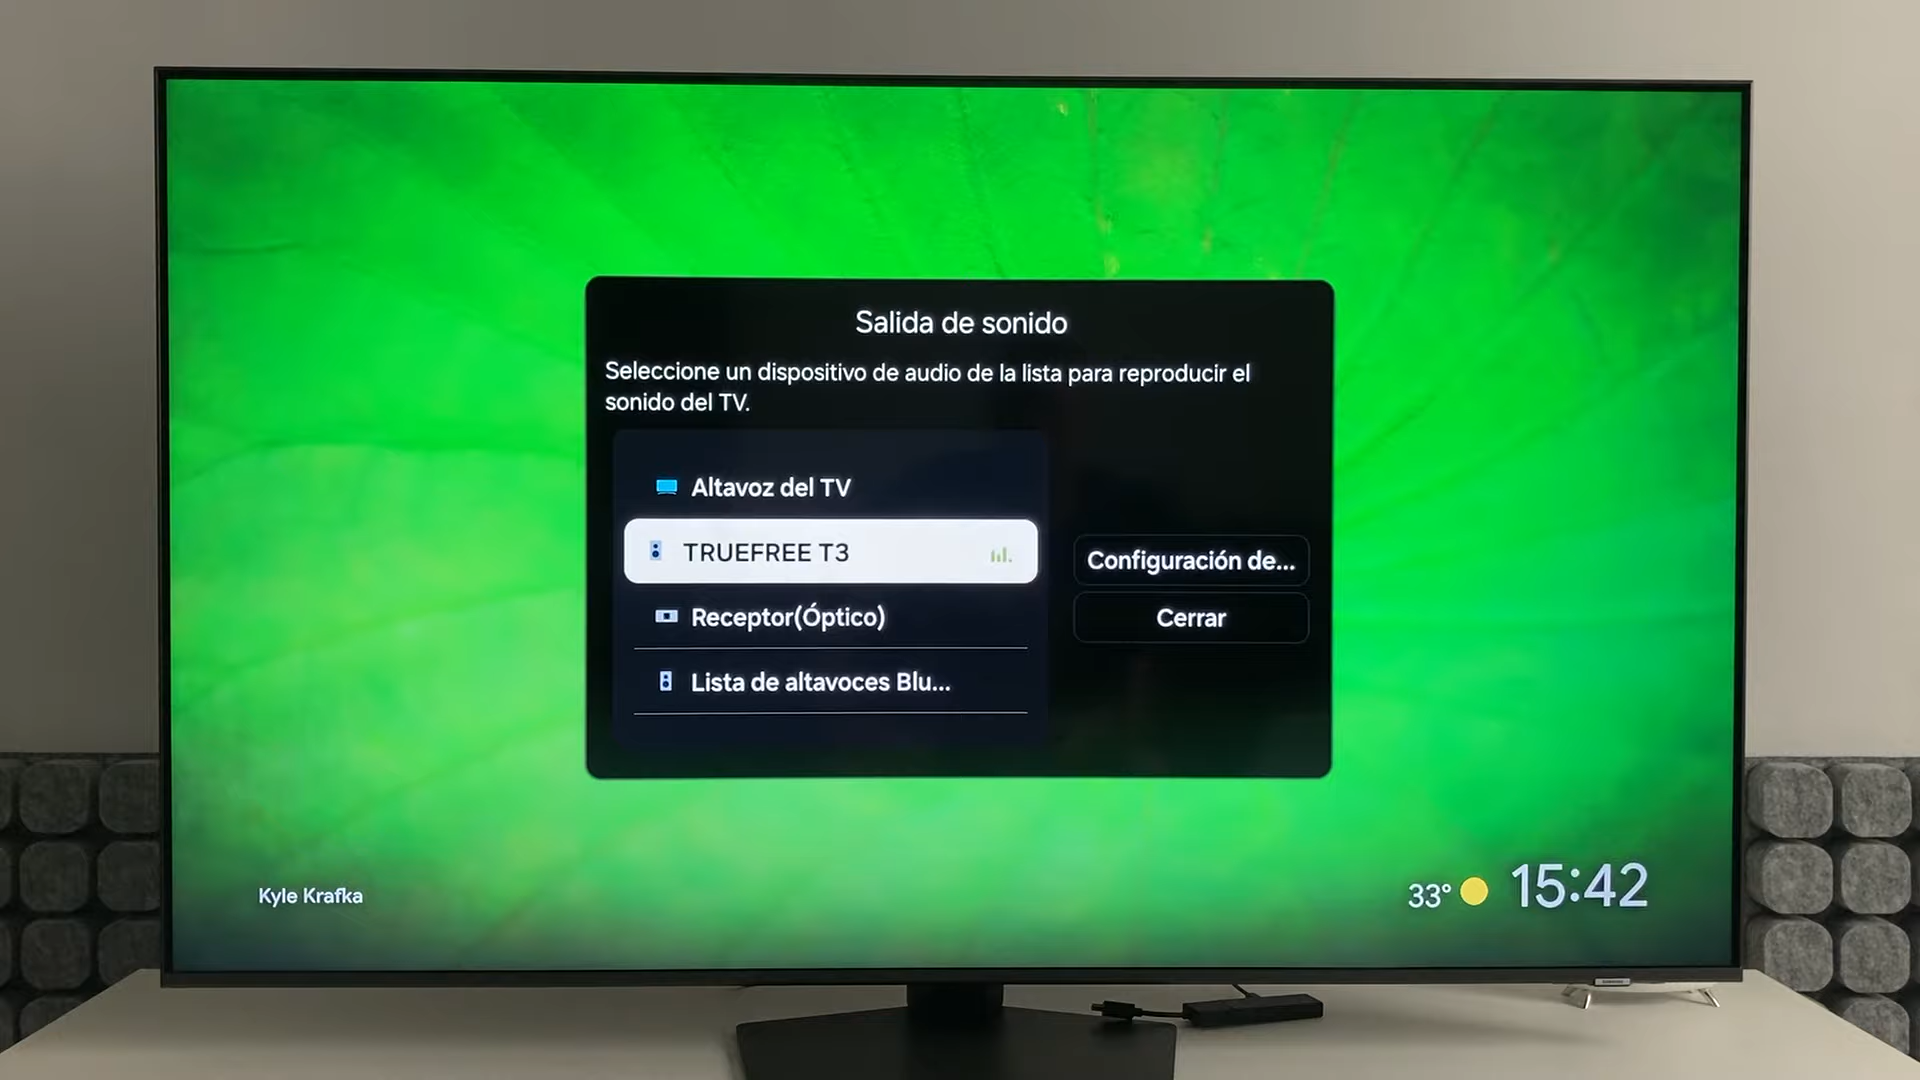 Salida de sonido
Seleccione un dispositivo de audio de la lista para reproducir el
sonido del TV.
Altavoz del TV
TRUEFREE T3
Receptor(Óptico)
Lista de altavoces Blu...
Configuración de...
Cerrar
Kyle Krafka
33°
15:42